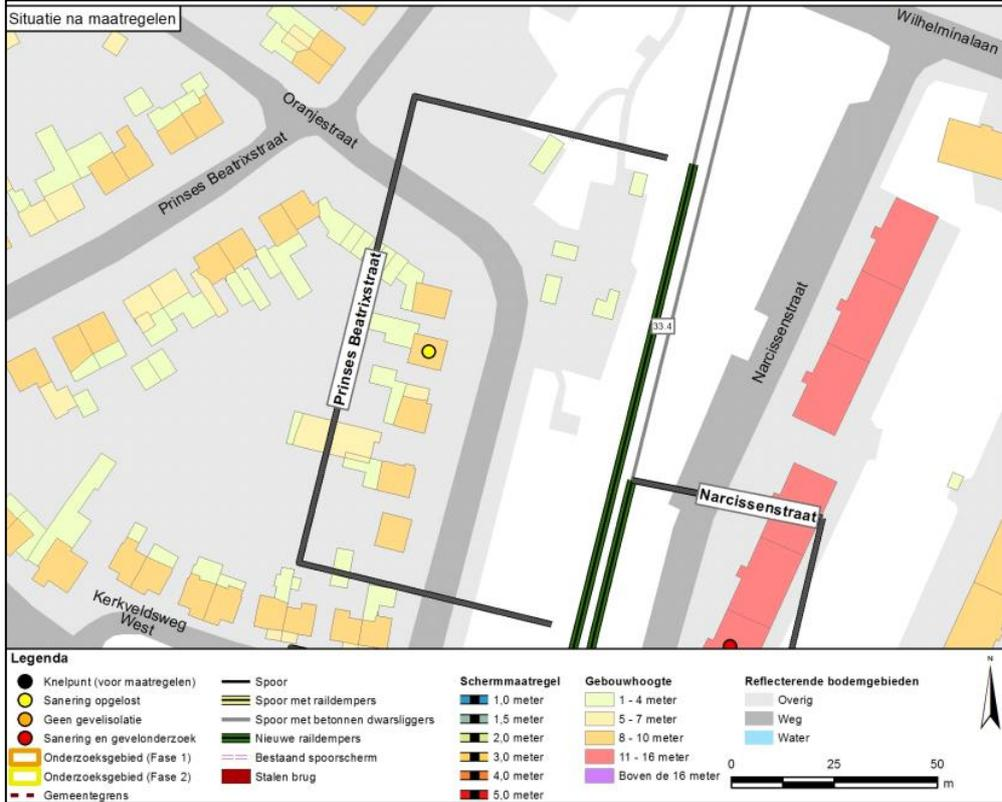 Situatie na maatregelen
Wilhelminalaan
Oranjestraat
Prinses Beatrixstraat
Prinses Beatrixstraat
33.4
Narcissenstraat
Narcissenstraat
Kerkveldsweg
West
Legenda
Knelpunt (voor maatregelen)
Sanering opgelost
Geen gevelisolatie
Sanering en gevelonderzoek
Onderzoeksgebied (Fase 1)
Onderzoeksgebied (Fase 2)
Gemeentegrens
Spoor
Spoor met raildempers
Spoor met betonnen dwarsliggers
Nieuwe raildempers
Bestaand spoorscherm
Stalen brug
Schermmaatregel
1,0 meter
1,5 meter
2,0 meter
3,0 meter
4,0 meter
5,0 meter
Gebouwhoogte
1 - 4 meter
5 - 7 meter
8 - 10 meter
11 - 16 meter
Boven de 16 meter
Reflecterende bodemgebieden
Overig
Weg
Water
N
0 25 50
m